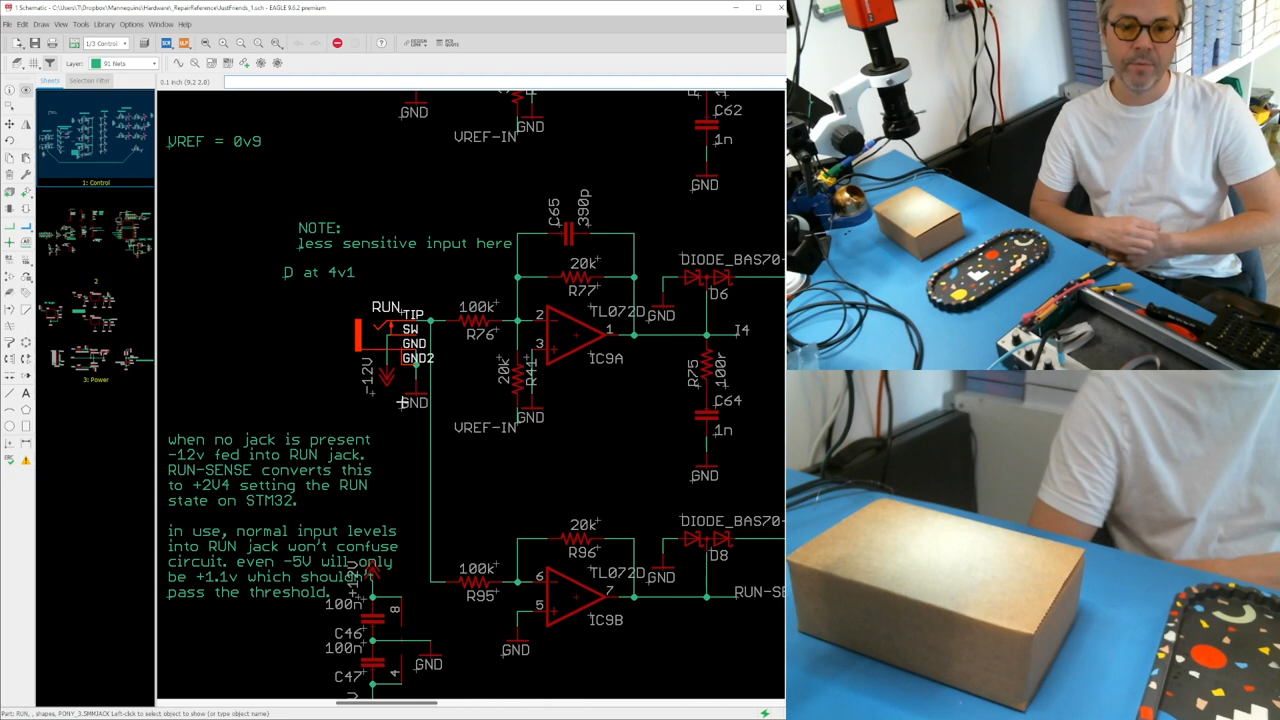 1 Schematic - C:\Users\T\Dropbox\Mannequins\Hardware\_RepairReference\JustFriends_1.sch - EAGLE 9.6.2 premium
File Edit Draw View Tools Library Options Window Help
1/3 Control
DESIGN LINK
PCB QUOTE
Layer: 91 Nets
Sheets Selection Filter
0.1 inch (9.2 2.8)
1: Control
2
3: Power
VREF = 0v9
GND
GND
VREF-IN
C62
1n
GND
NOTE:
less sensitive input here
D at 4v1
C65
390p
20k
R77
DIODE_BAS70-
D6
RUN
TIP
SW
GND
GND2
-12V
GND
100k
R76
2
3
1
TL072D
IC9A
GND
I4
20k
R41
GND
VREF-IN
R75
100r
C64
1n
GND
when no jack is present
-12v fed into RUN jack.
RUN-SENSE converts this
to +2V4 setting the RUN
state on STM32.
in use, normal input levels
into RUN jack won't confuse
circuit. even -5V will only
be +1.1v which shouldn't
pass the threshold.
20k
R96
DIODE_BAS70-
D8
100k
R95
6
5
7
TL072D
IC9B
GND
RUN-SE
GND
100n
C46
8
100n
C47
4
GND
Part: RUN, , shapes, PONY_3.5MMJACK Left-click to select object to show (or type object name)